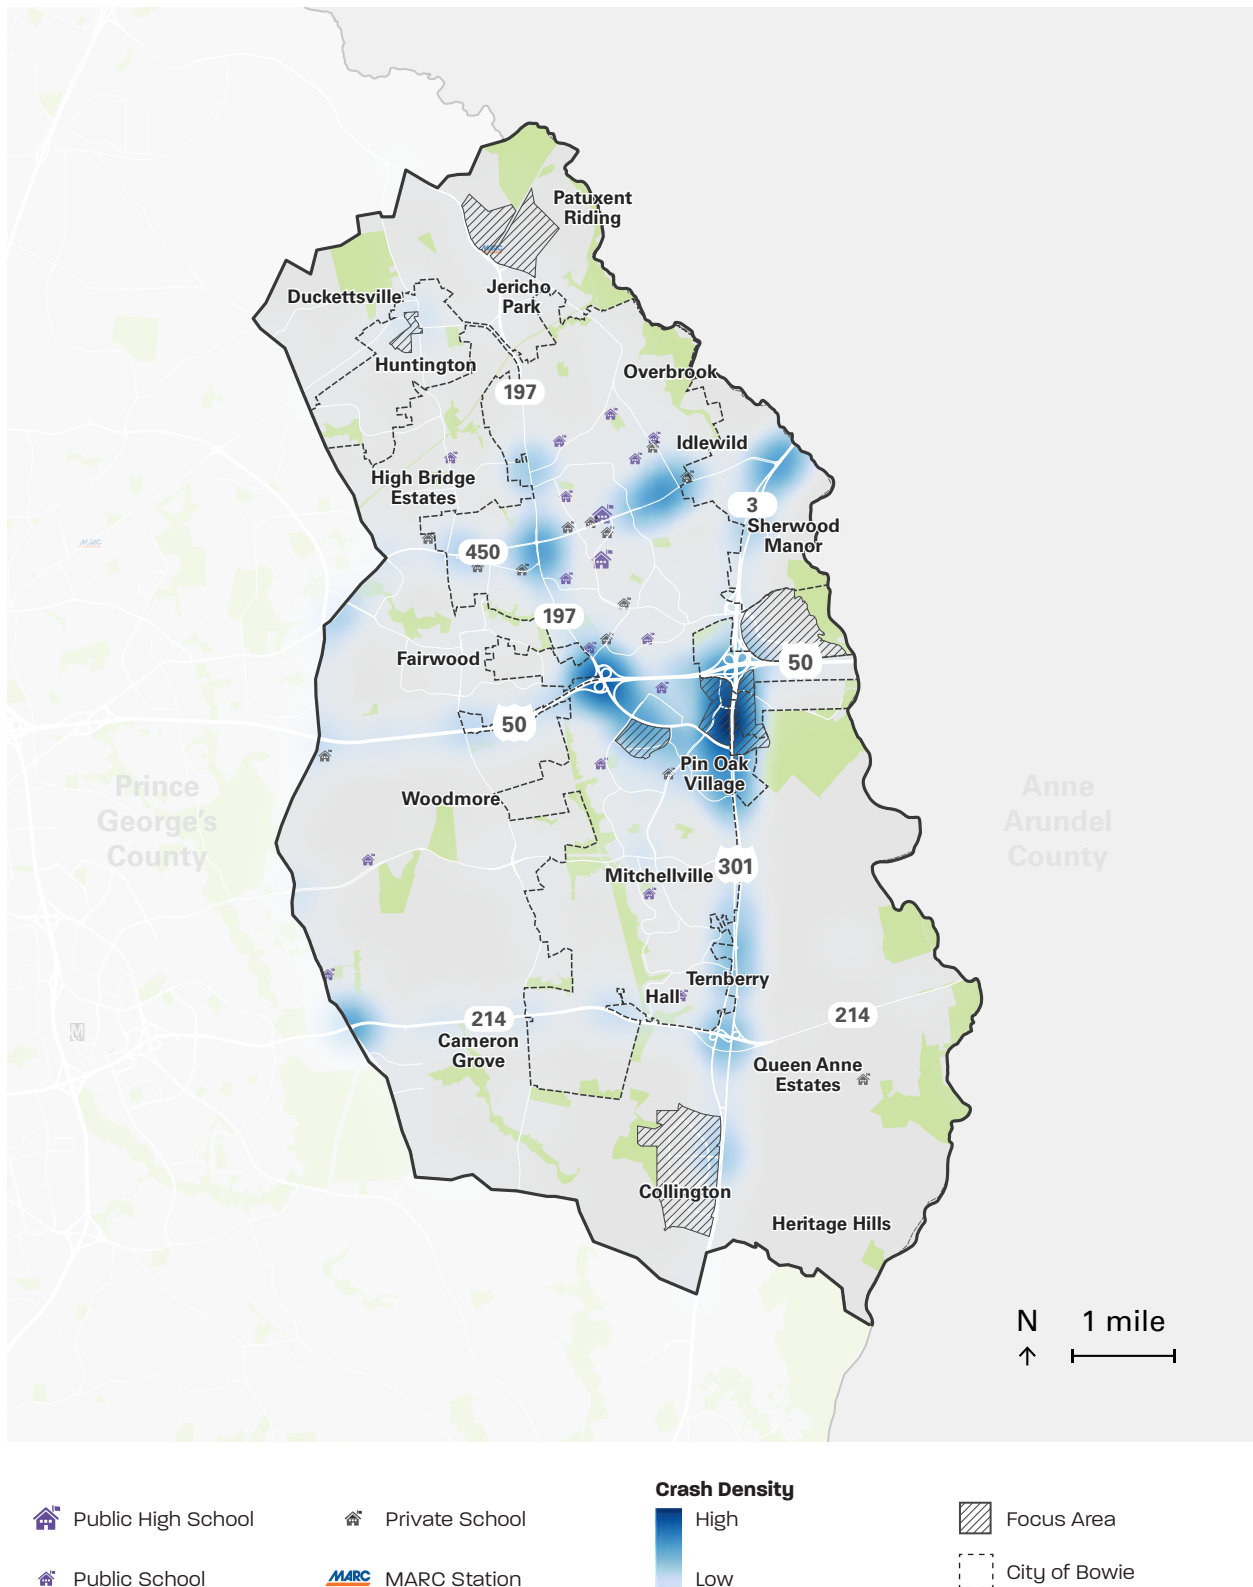 Patuxent
Riding
MARC
Jericho
Park
Duckettsville
Huntington
197
Overbrook
Idlewild
High Bridge
Estates
3
Sherwood
Manor
450
MARC
197
Fairwood
50
50
Pin Oak
Village
Prince
George's
County
Woodmore
Anne
Arundel
County
Mitchellville
301
Ternberry
Hall
214
214
Cameron
Grove
M
Queen Anne
Estates
Collington
Heritage Hills
N
1 mile
Crash Density
Public High School
Private School
High
Focus Area
Public School
MARC
MARC Station
Low
City of Bowie